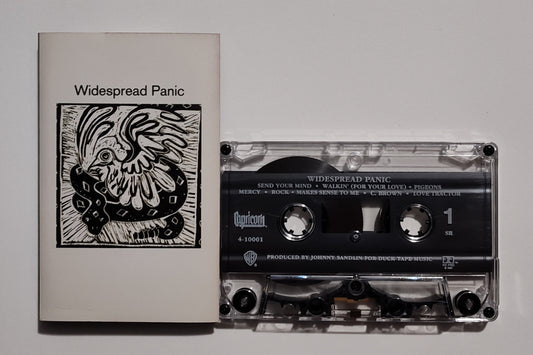 Widespread Panic
WIDESPREAD PANIC
SEND YOUR MIND • WALKIN' (FOR YOUR LOVE) • PIGEONS
MERCY • ROCK • MAKES SENSE TO ME • C. BROWN • LOVE TRACTOR
Capricorn
4-10001
1
SR
PRODUCED BY JOHNNY SANDLIN FOR DUCK TAPE MUSIC